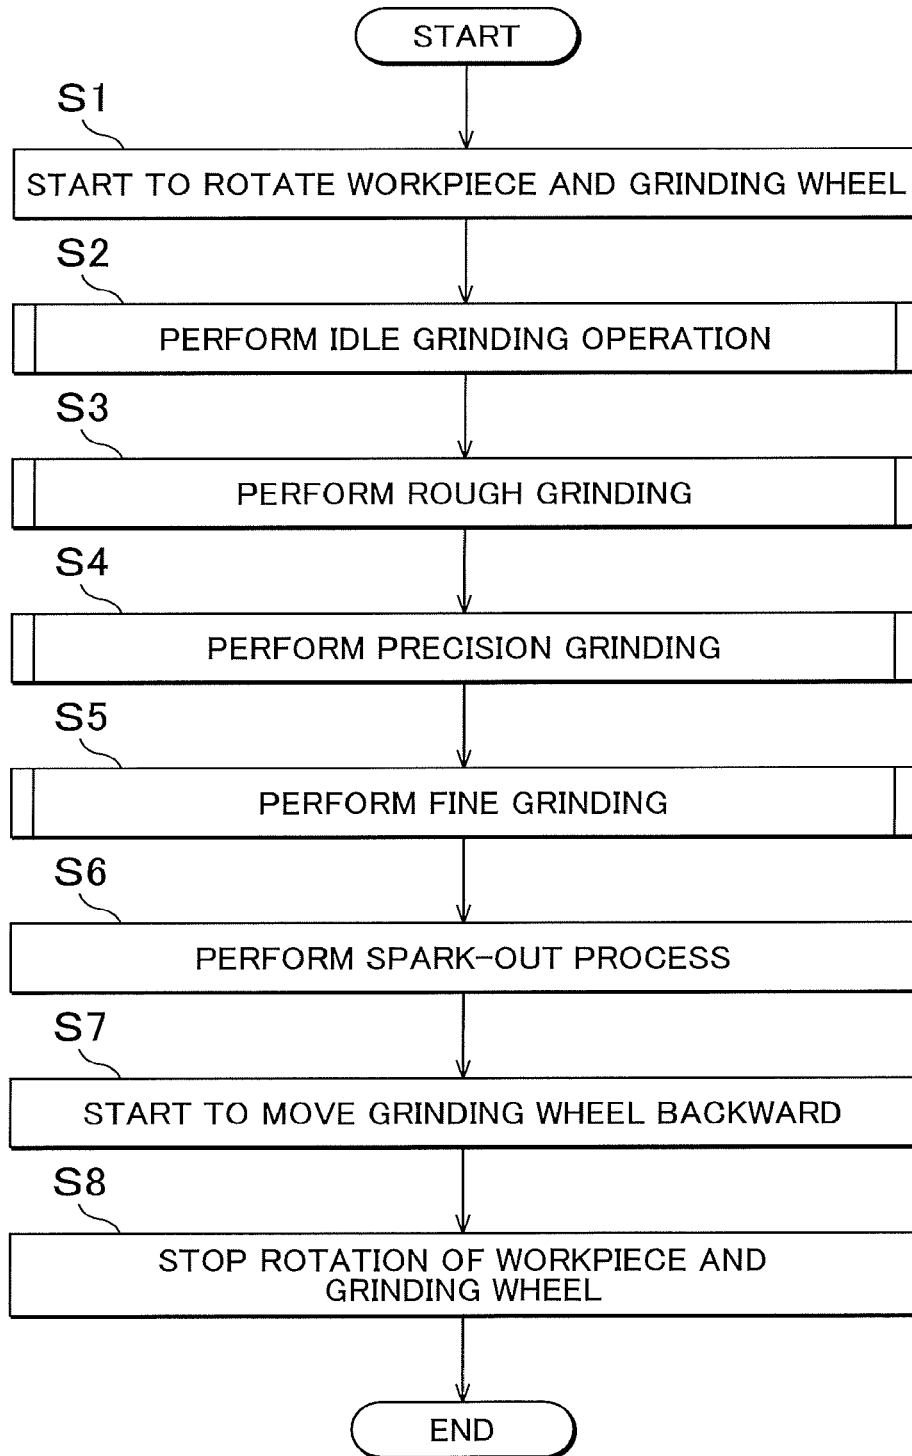 START
S1
START TO ROTATE WORKPIECE AND GRINDING WHEEL
S2
PERFORM IDLE GRINDING OPERATION
S3
PERFORM ROUGH GRINDING
S4
PERFORM PRECISION GRINDING
S5
PERFORM FINE GRINDING
S6
PERFORM SPARK-OUT PROCESS
S7
START TO MOVE GRINDING WHEEL BACKWARD
S8
STOP ROTATION OF WORKPIECE AND
GRINDING WHEEL
END